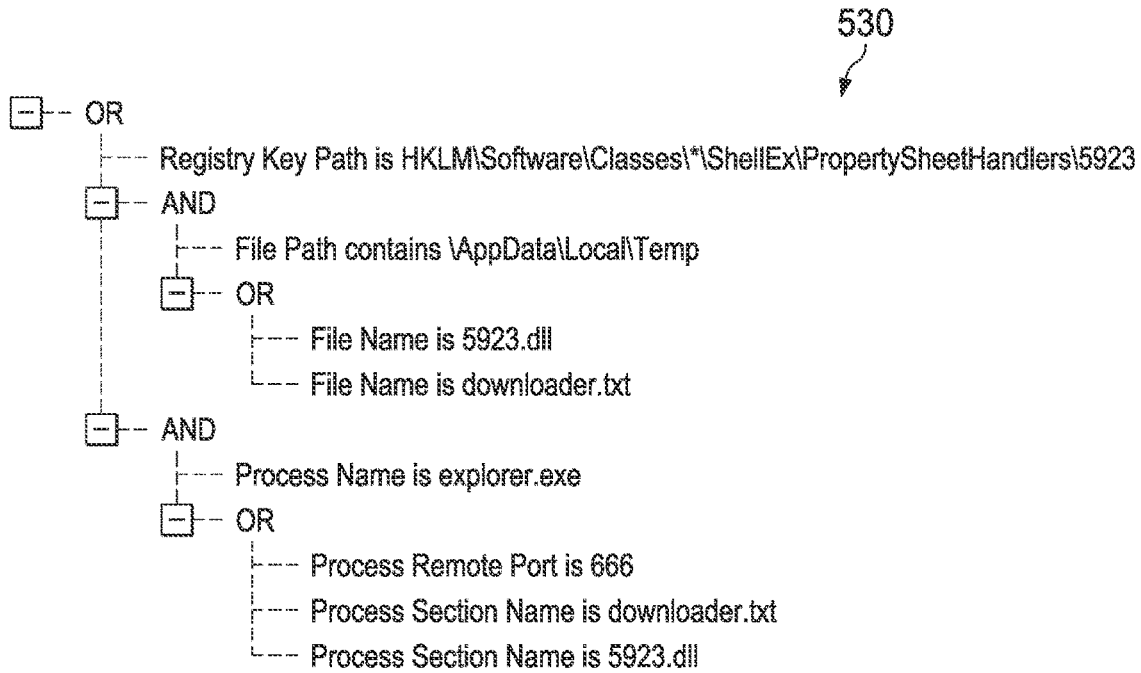 530
OR
Registry Key Path is HKLM\Software\Classes\*\ShellEx\PropertySheetHandlers\5923
AND
File Path contains \AppData\Local\Temp
OR
File Name is 5923.dll
File Name is downloader.txt
AND
Process Name is explorer.exe
OR
Process Remote Port is 666
Process Section Name is downloader.txt
Process Section Name is 5923.dll